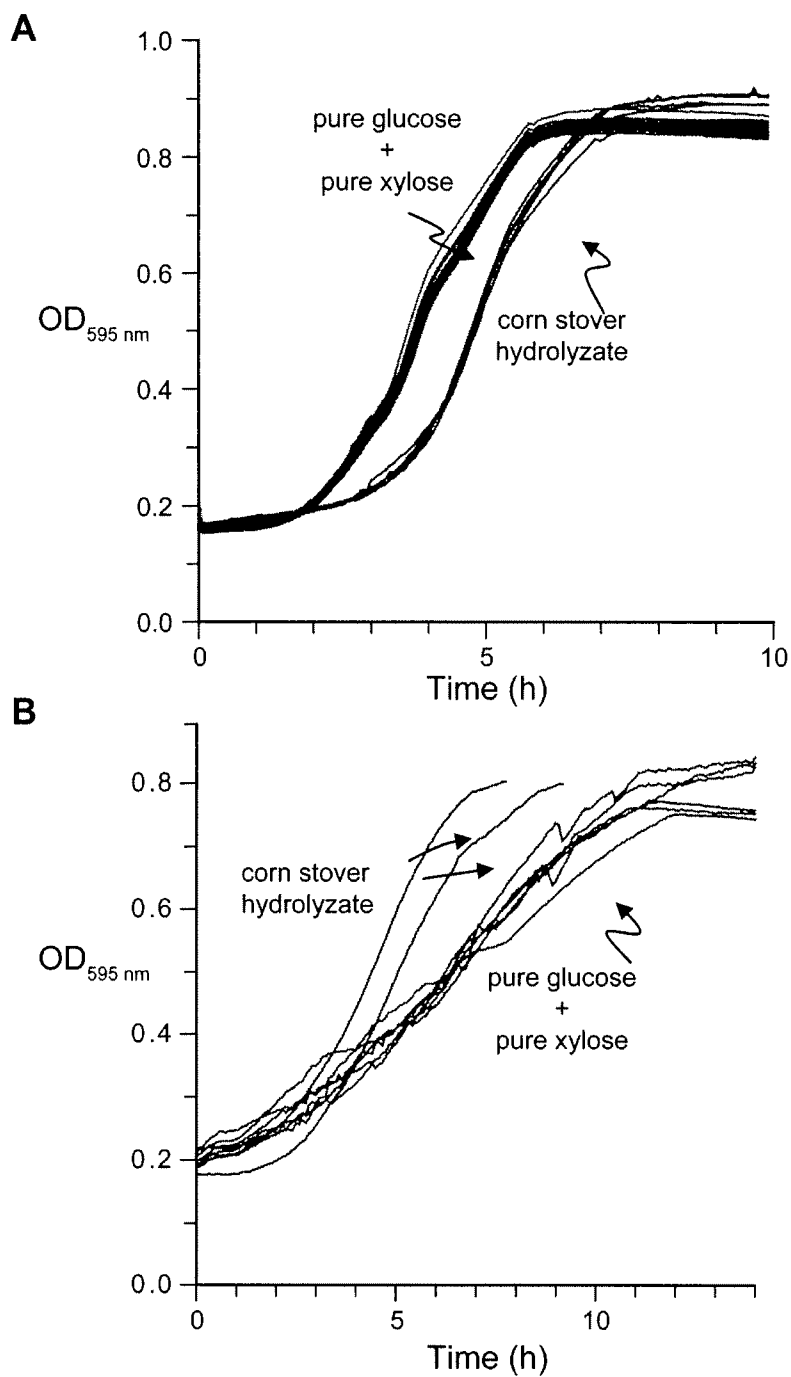 A
1.0
0.8
0.6
0.4
0.2
0.0
OD595 nm
pure glucose
+
pure xylose
corn stover
hydrolyzate
0
5
10
Time (h)
B
0.8
0.6
0.4
0.2
0.0
OD595 nm
corn stover
hydrolyzate
pure glucose
+
pure xylose
0
5
10
Time (h)